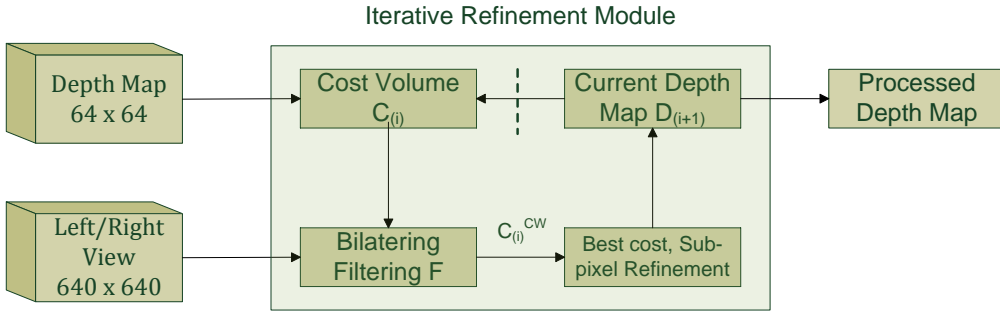 Iterative Refinement Module
Depth Map
64 x 64
Cost Volume
C(i)
Current Depth
Map D(i+1)
Processed
Depth Map
Left/Right
View
640 x 640
Bilatering
Filtering F
C(i)CW
Best cost, Sub-
pixel Refinement